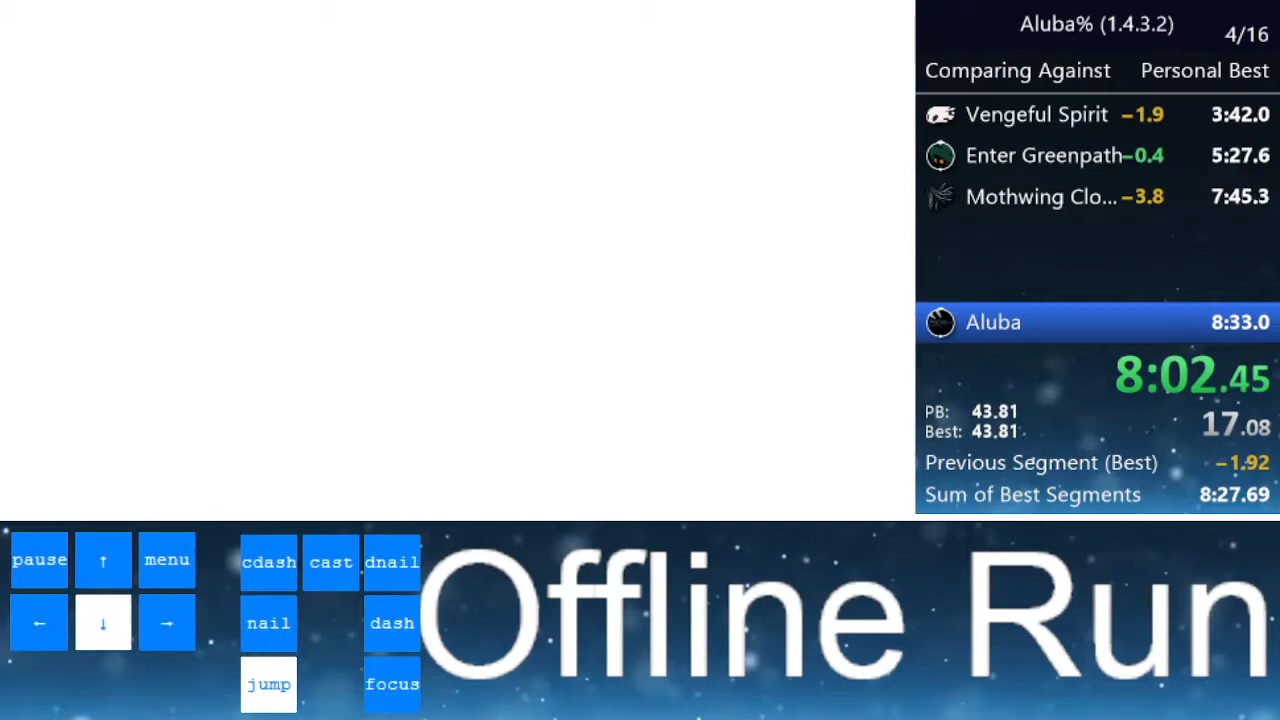 Aluba% (1.4.3.2)
4/16
Comparing Against Personal Best
Vengeful Spirit −1.9 3:42.0
Enter Greenpath −0.4 5:27.6
Mothwing Clo... −3.8 7:45.3
Aluba 8:33.0
8:02.45
PB: 43.81
Best: 43.81
17.08
Previous Segment (Best) −1.92
Sum of Best Segments 8:27.69
pause ↑ menu
← ↓ →
cdash cast dnail
nail dash
jump focus
Offline Run